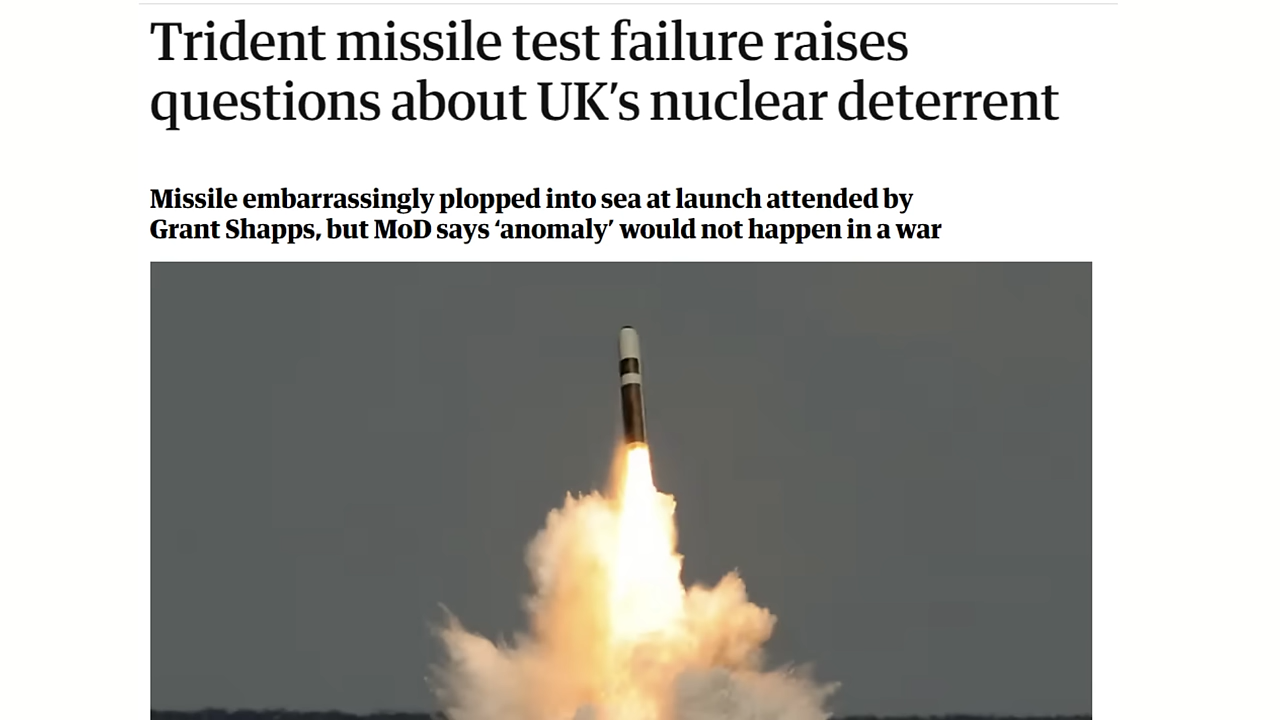 Trident missile test failure raises
questions about UK’s nuclear deterrent
Missile embarrassingly plopped into sea at launch attended by
Grant Shapps, but MoD says ‘anomaly’ would not happen in a war